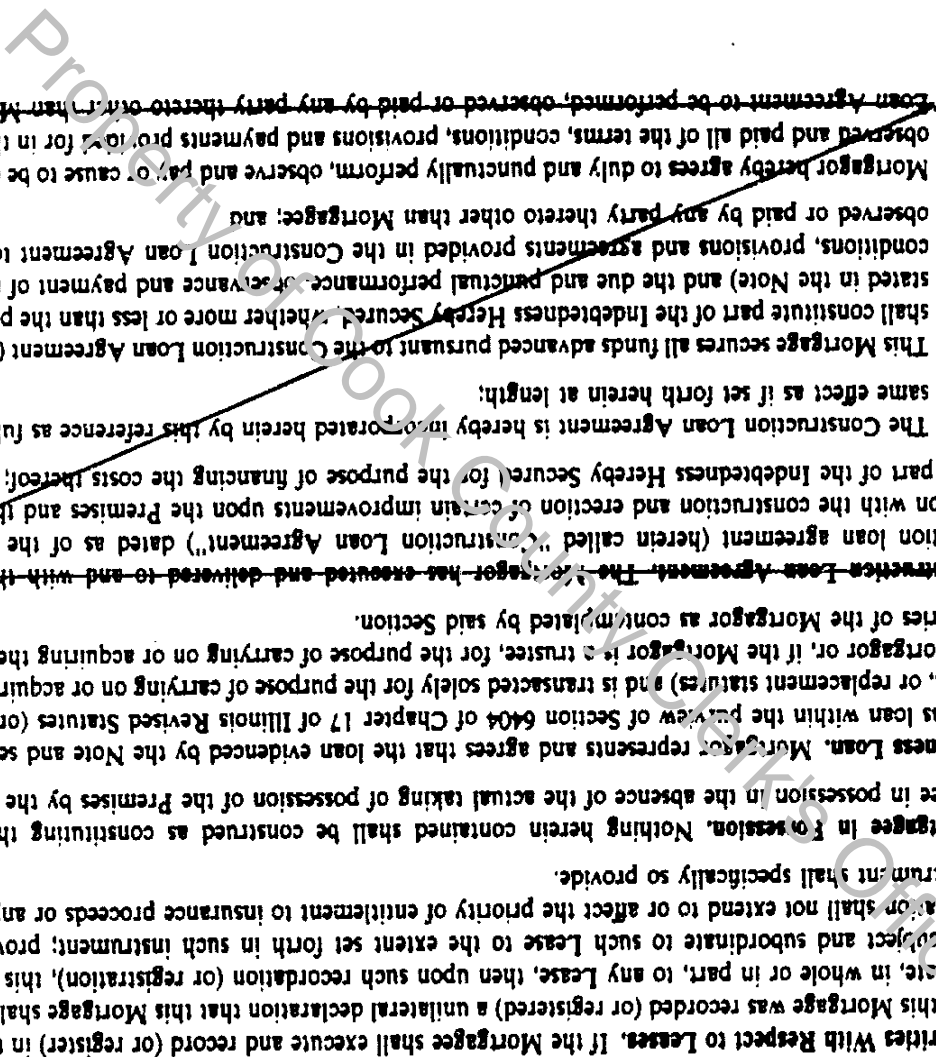 rities With Respect to Leases. If the Mortgagee shall execute and record (or register) in
this Mortgage was recorded (or registered) a unilateral declaration that this Mortgage shal
ate, in whole or in part, to any Lease, then upon such recordation (or registration), this
subject and subordinate to such Lease to the extent set forth in such instrument; prov
shall not extend to or affect the priority of entitlement to insurance proceeds or any
trument shall specifically so provide.
tgagee In Possession. Nothing herein contained shall be construed as constituting th
ee in possession in the absence of the actual taking of possession of the Premises by the
ness Loan. Mortgagor represents and agrees that the loan evidenced by the Note and se
as loan within the purview of Section 6404 of Chapter 17 of Illinois Revised Statutes (or
, or replacement statutes) and is transacted solely for the purpose of carrying on or acquir
ortgagor or, if the Mortgagor is a trustee, for the purpose of carrying on or acquiring the
ries of the Mortgagor as contemplated by said Section.
struction Loan Agreement. The Mortgagor has executed and delivered to and with th
tion loan agreement (herein called "Construction Loan Agreement") dated as of the
on with the construction and erection of certain improvements upon the Premises and th
part of the Indebtedness Hereby Secured for the purpose of financing the costs thereof;
The Construction Loan Agreement is hereby incorporated herein by this reference as ful
same effect as if set forth herein at length;
This Mortgage secures all funds advanced pursuant to the Construction Loan Agreement (
shall constitute part of the Indebtedness Hereby Secured, whether more or less than the p
stated in the Note) and the due and punctual performance, observance and payment of
conditions, provisions and agreements provided in the Construction Loan Agreement to
observed or paid by any party thereto other than Mortgagee; and
Mortgagor hereby agrees to duly and punctually perform, observe and pay or cause to be
observed and paid all of the terms, conditions, provisions and payments provided for in t
Loan Agreement to be performed, observed or paid by any party thereto other than M
Property of Cook County Clerk's Offic